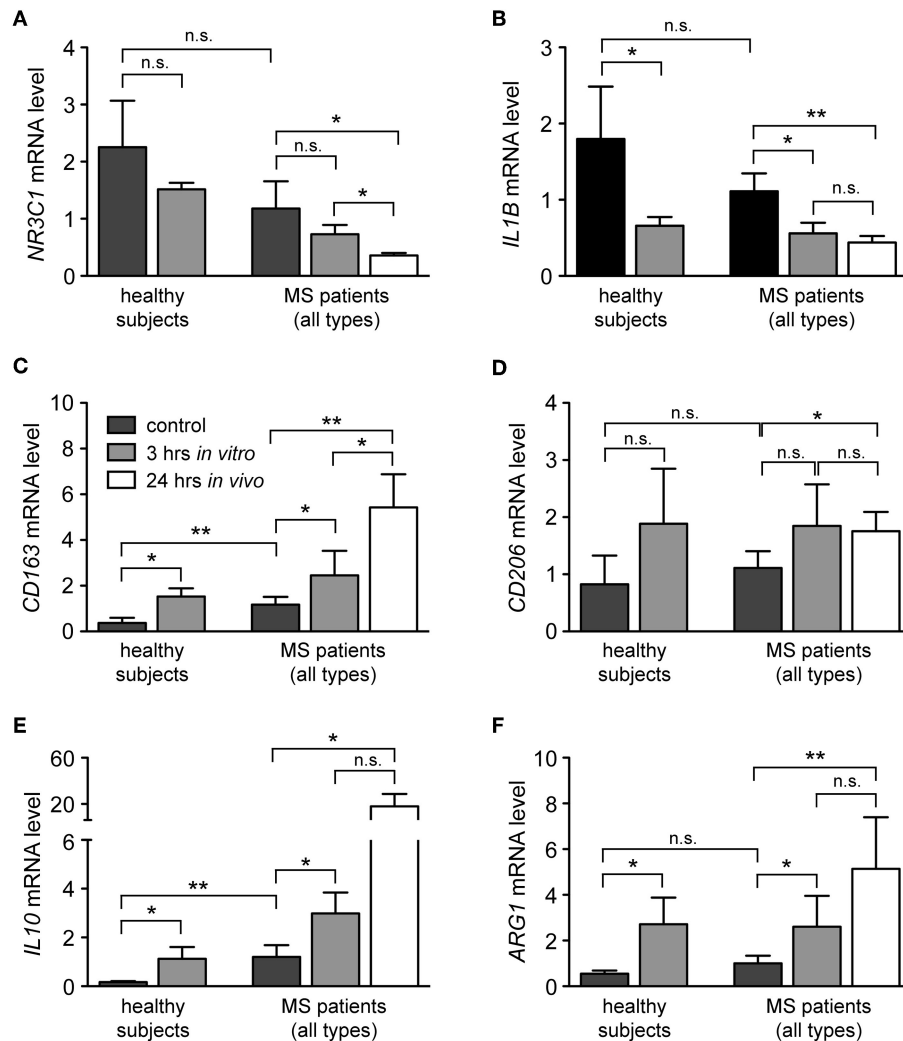 A
NR3C1 mRNA level
4
3
2
1
0
n.s.
n.s.
*
n.s.
*
healthy
subjects
MS patients
(all types)
B
IL1B mRNA level
3
2
1
0
n.s.
*
**
*
n.s.
healthy
subjects
MS patients
(all types)
C
CD163 mRNA level
10
8
6
4
2
0
control
3 hrs in vitro
24 hrs in vivo
**
*
*
**
*
healthy
subjects
MS patients
(all types)
D
CD206 mRNA level
4
3
2
1
0
n.s.
*
n.s.
n.s.
n.s.
healthy
subjects
MS patients
(all types)
E
IL10 mRNA level
60
20
6
4
2
0
*
n.s.
*
**
*
healthy
subjects
MS patients
(all types)
F
ARG1 mRNA level
10
8
6
4
2
0
**
n.s.
n.s.
*
*
healthy
subjects
MS patients
(all types)